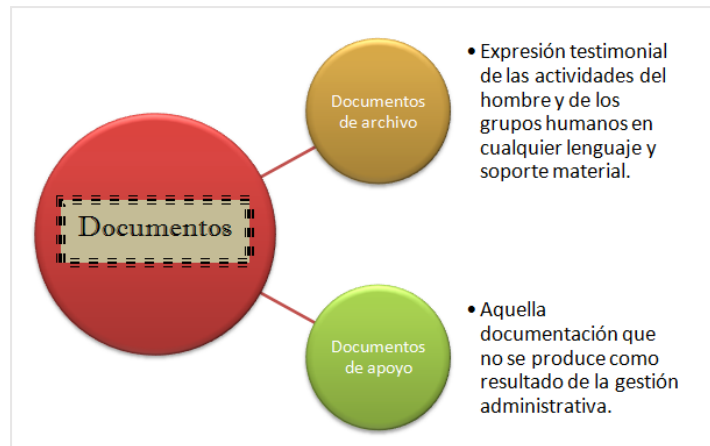 Documentos
Documentos
de archivo
• Expresión testimonial
de las actividades del
hombre y de los
grupos humanos en
cualquier lenguaje y
soporte material.
Documentos
de apoyo
• Aquella
documentación que
no se produce como
resultado de la gestión
administrativa.